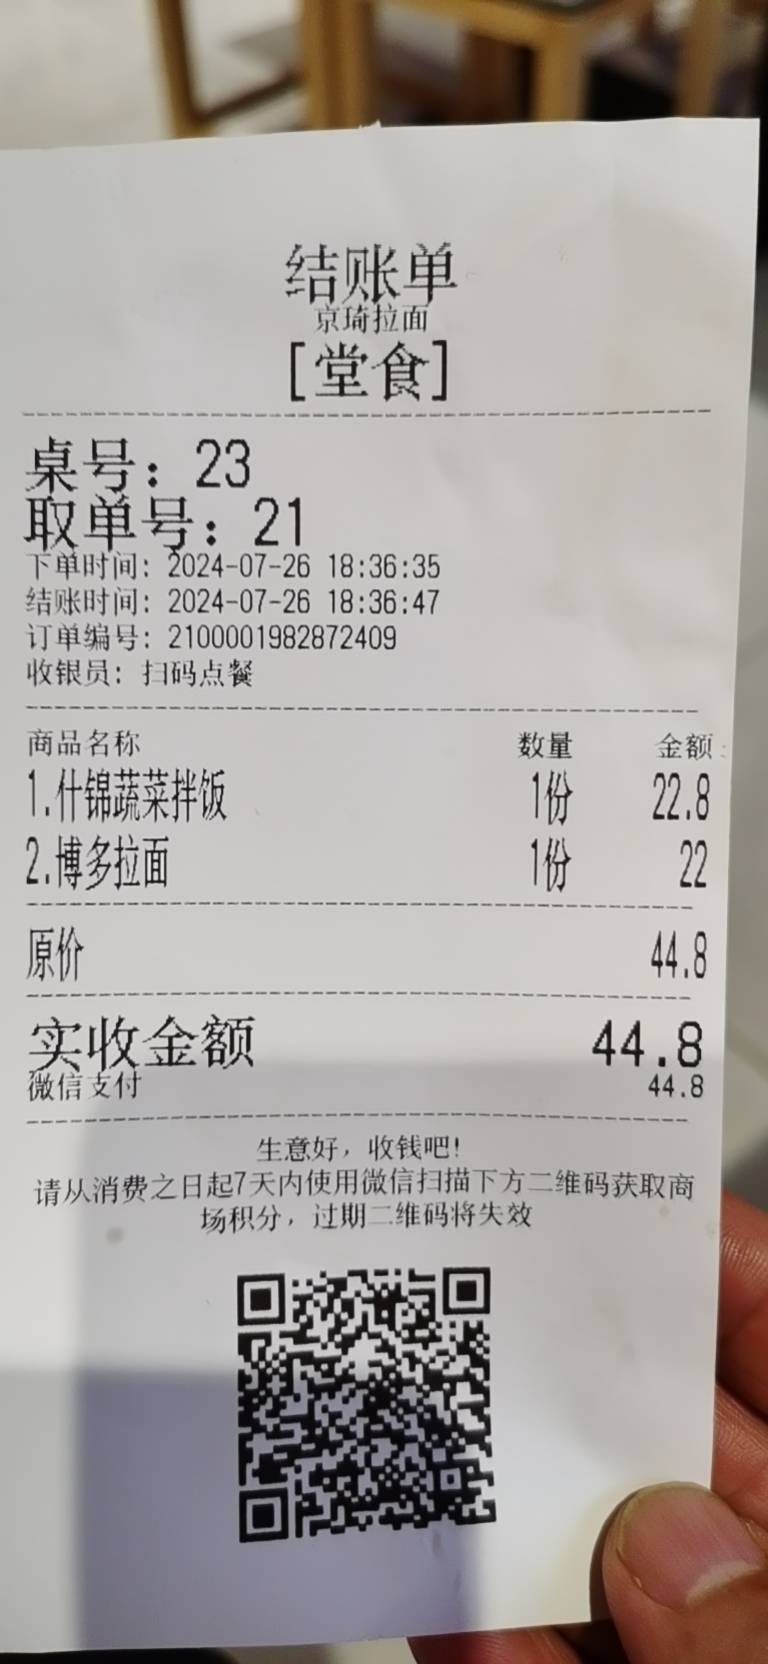 结账单
京琦拉面
[堂食]
桌号：23
取单号：21
下单时间：2024-07-26 18:36:35
结账时间：2024-07-26 18:36:47
订单编号：2100001982872409
收银员：扫码点餐
商品名称 数量 金额
1.什锦蔬菜拌饭 1份 22.8
2.博多拉面 1份 22
原价 44.8
实收金额 44.8
微信支付 44.8
生意好，收钱吧！
请从消费之日起7天内使用微信扫描下方二维码获取商
场积分，过期二维码将失效